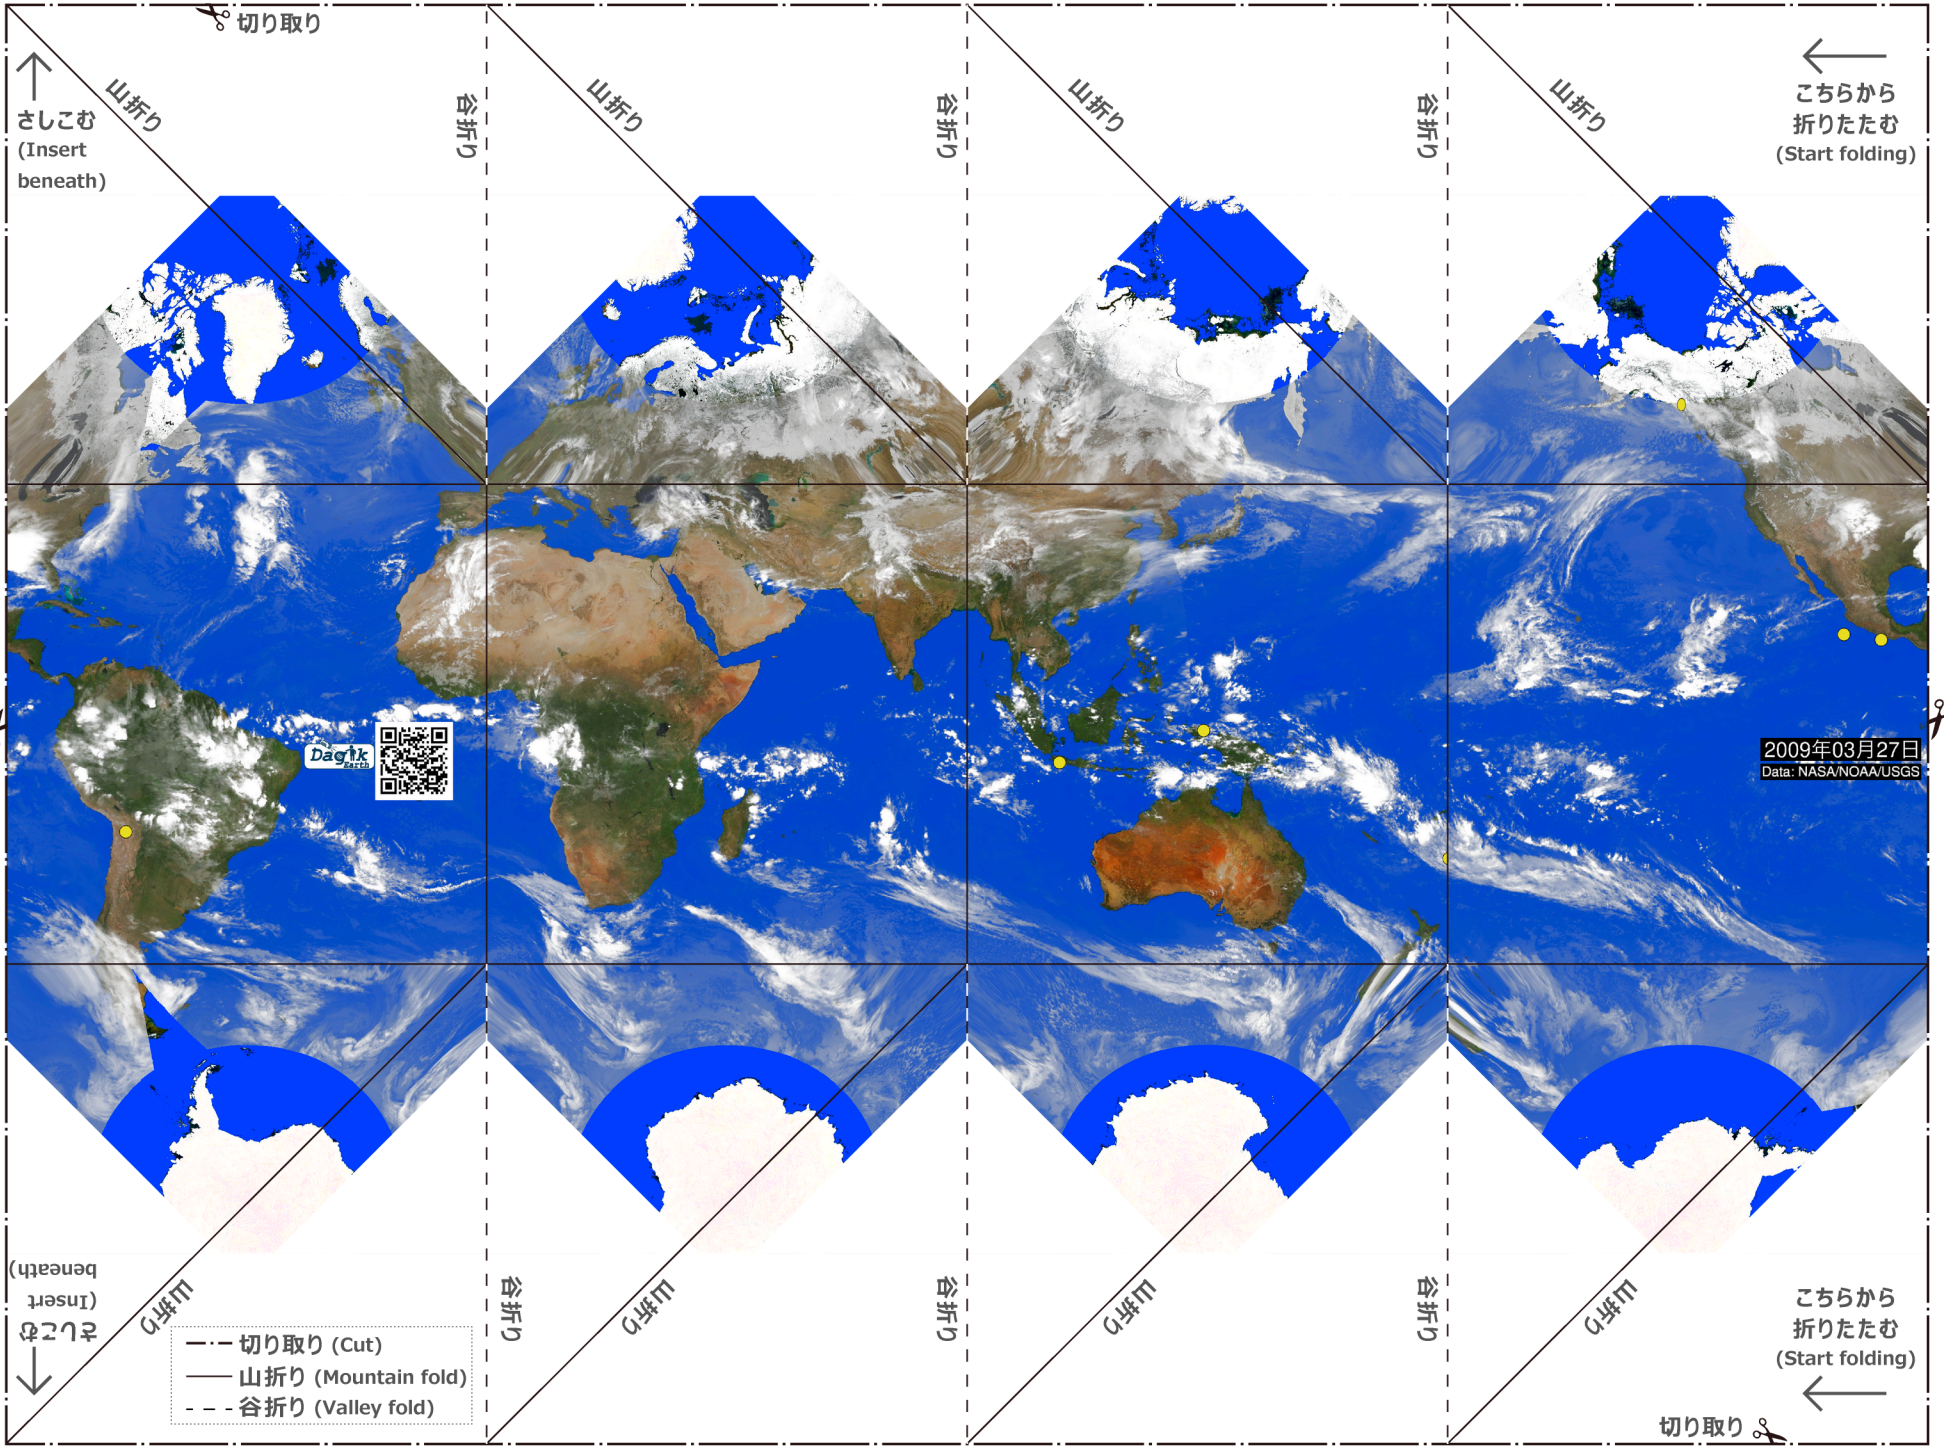 切り取り
山折り
谷折り
山折り
谷折り
山折り
谷折り
山折り
さしこむ
(Insert
beneath)
こちらから
折りたたむ
(Start folding)
Dagik
Earth
2009年03月27日
Data: NASA/NOAA/USGS
さしこむ
(Insert
beneath)
山折り
谷折り
山折り
谷折り
山折り
谷折り
山折り
こちらから
折りたたむ
(Start folding)
切り取り (Cut)
山折り (Mountain fold)
谷折り (Valley fold)
切り取り